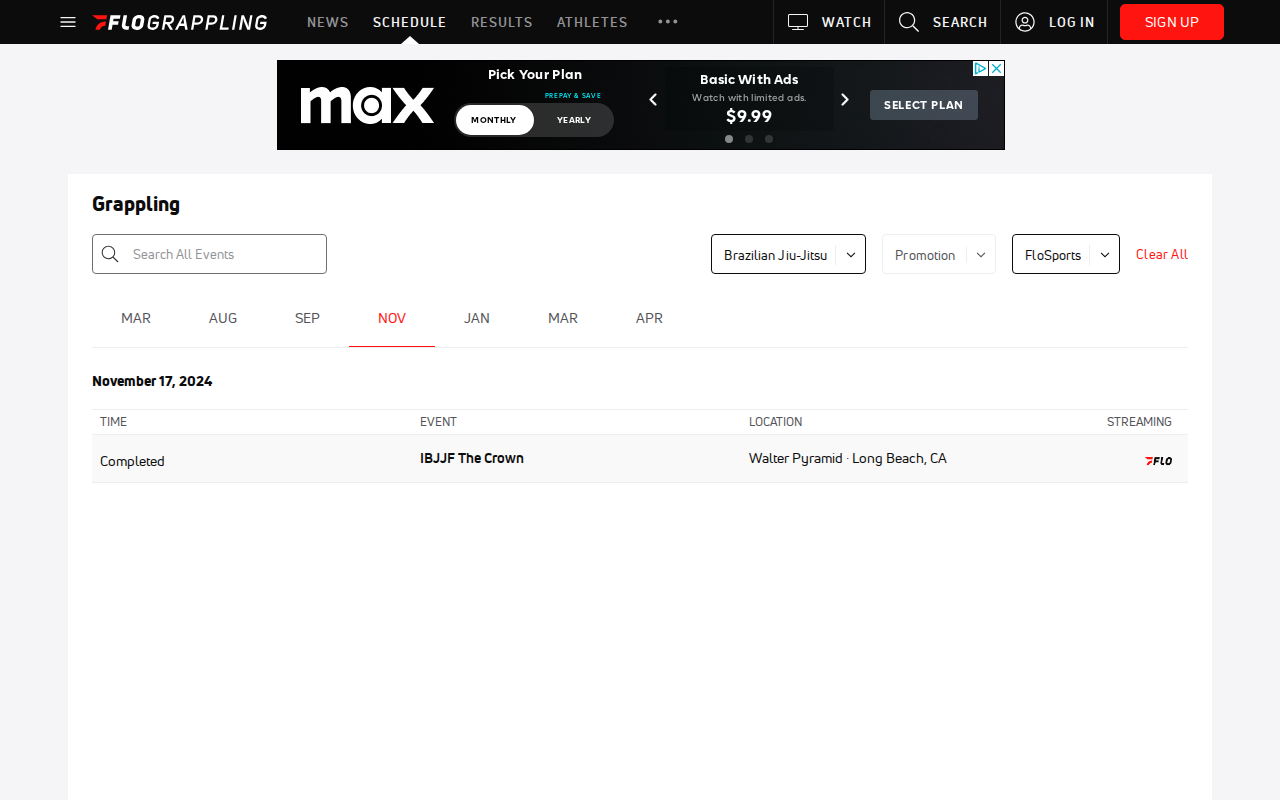 FLOGRAPPLING NEWS SCHEDULE RESULTS ATHLETES WATCH SEARCH LOG IN SIGN UP
max
Pick Your Plan
PREPAY & SAVE
MONTHLY YEARLY
Basic With Ads
Watch with limited ads.
$9.99
SELECT PLAN
Grappling
Search All Events
Brazilian Jiu-Jitsu Promotion FloSports Clear All
MAR AUG SEP NOV JAN MAR APR
November 17, 2024
TIME EVENT LOCATION STREAMING
Completed IBJJF The Crown Walter Pyramid · Long Beach, CA FLO